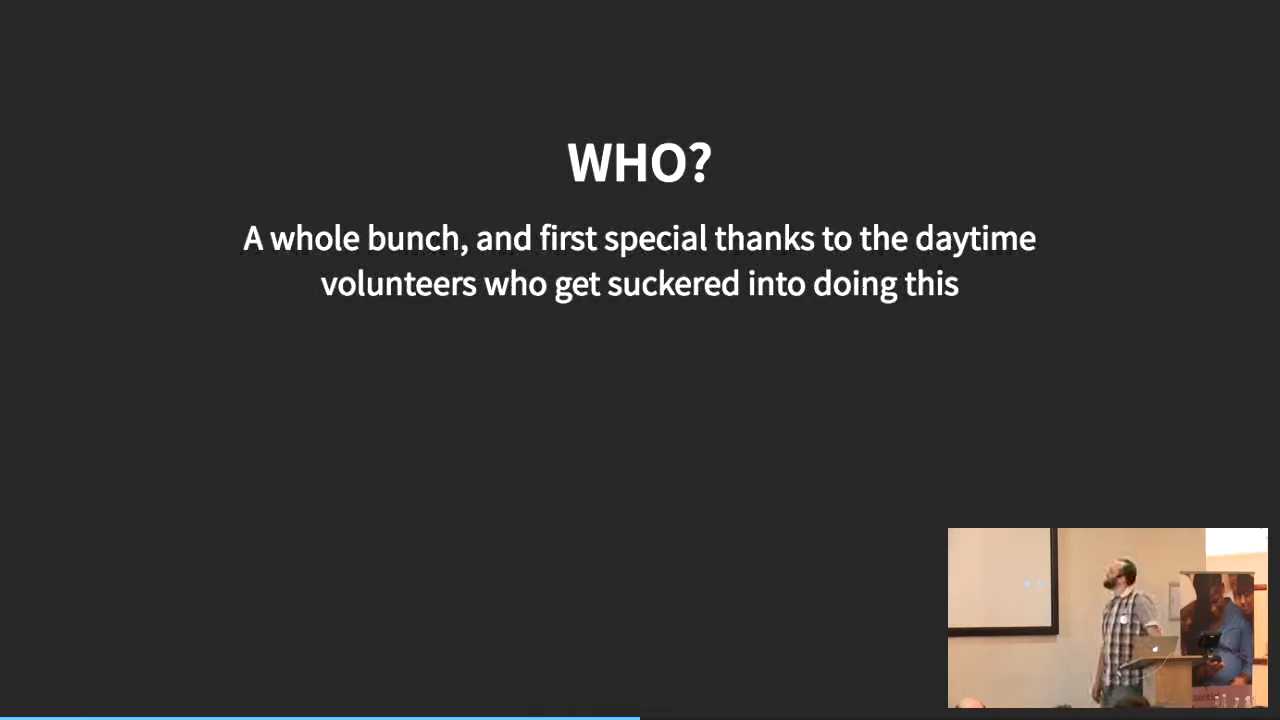 WHO?
A whole bunch, and first special thanks to the daytime
volunteers who get suckered into doing this